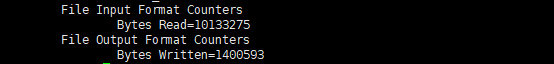 File Input Format Counters
Bytes Read=10133275
File Output Format Counters
Bytes Written=1400593